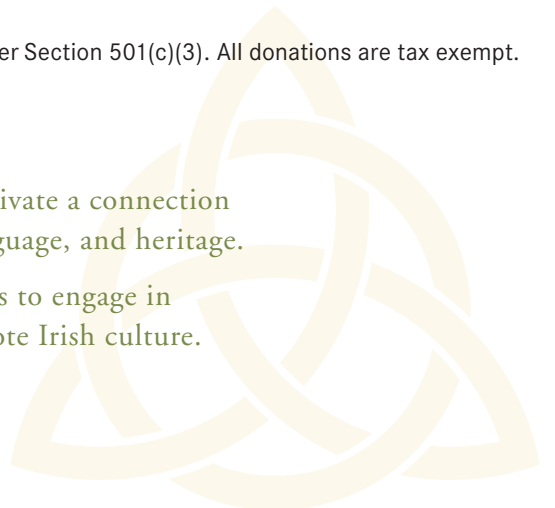 er Section 501(c)(3). All donations are tax exempt.
ivate a connection
guage, and heritage.
s to engage in
ote Irish culture.